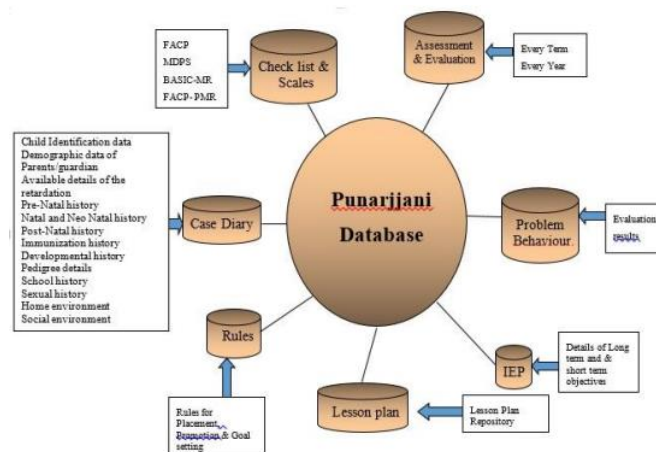 FACP
MDPS
BASIC-MR
FACP-PMR
Check list &
Scales
Assessment
& Evaluation
Every Term
Every Year
Child Identification data
Demographic data of
Parents/guardian
Available details of the
retardation
Pre-Natal history
Natal and Neo Natal history
Post-Natal history
Immunization history
Developmental history
Pedigree details
School history
Sexual history
Home environment
Social environment
Case Diary
Punarjjani
Database
Problem
Behaviour.
Evaluation
results
Rules
Rules for
Placement,
Promotion & Goal
setting
Lesson plan
Lesson Plan
Repository
IEP
Details of Long
term and &
short term
objectives